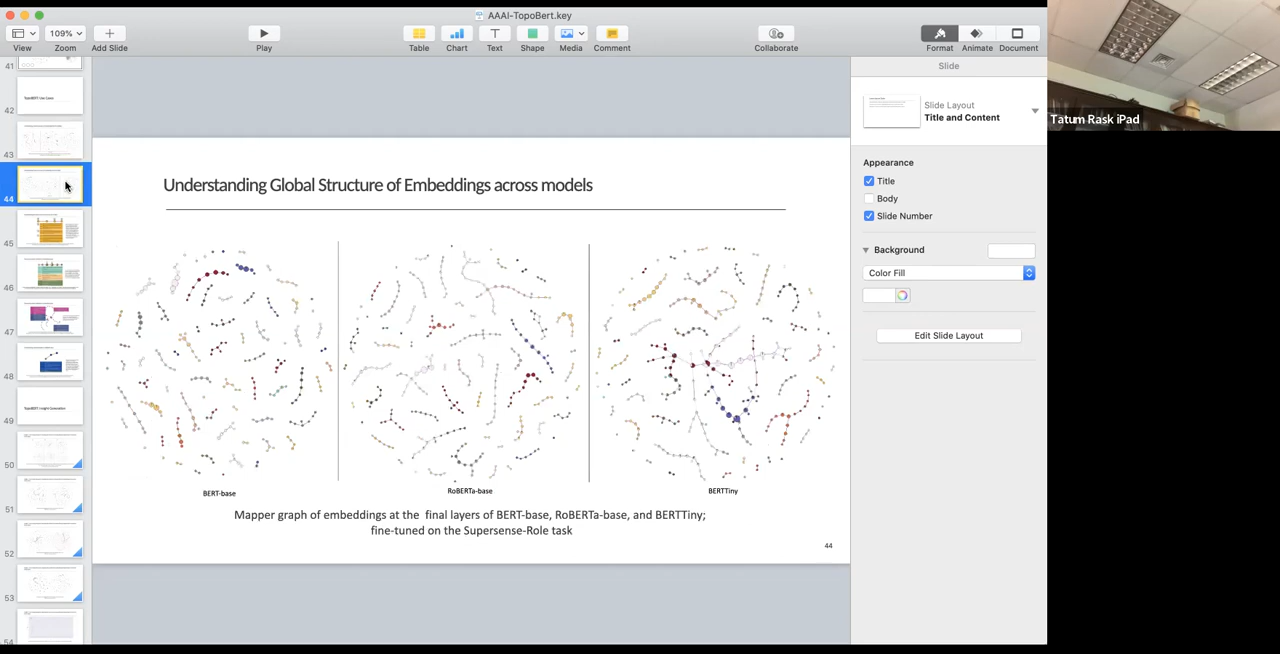 AAAI-TopoBert.key
109%
View
Zoom
Add Slide
Play
Table
Chart
Text
Shape
Media
Comment
Collaborate
Format
Animate
Document
Slide
Slide Layout
Title and Content
Appearance
Title
Body
Slide Number
Background
Color Fill
Edit Slide Layout
Tatum Rask iPad
41
42
43
44
45
46
47
48
49
50
51
52
53
54
Understanding Global Structure of Embeddings across models
BERT-base
RoBERTa-base
BERTTiny
Mapper graph of embeddings at the final layers of BERT-base, RoBERTa-base, and BERTTiny;
fine-tuned on the Supersense-Role task
44